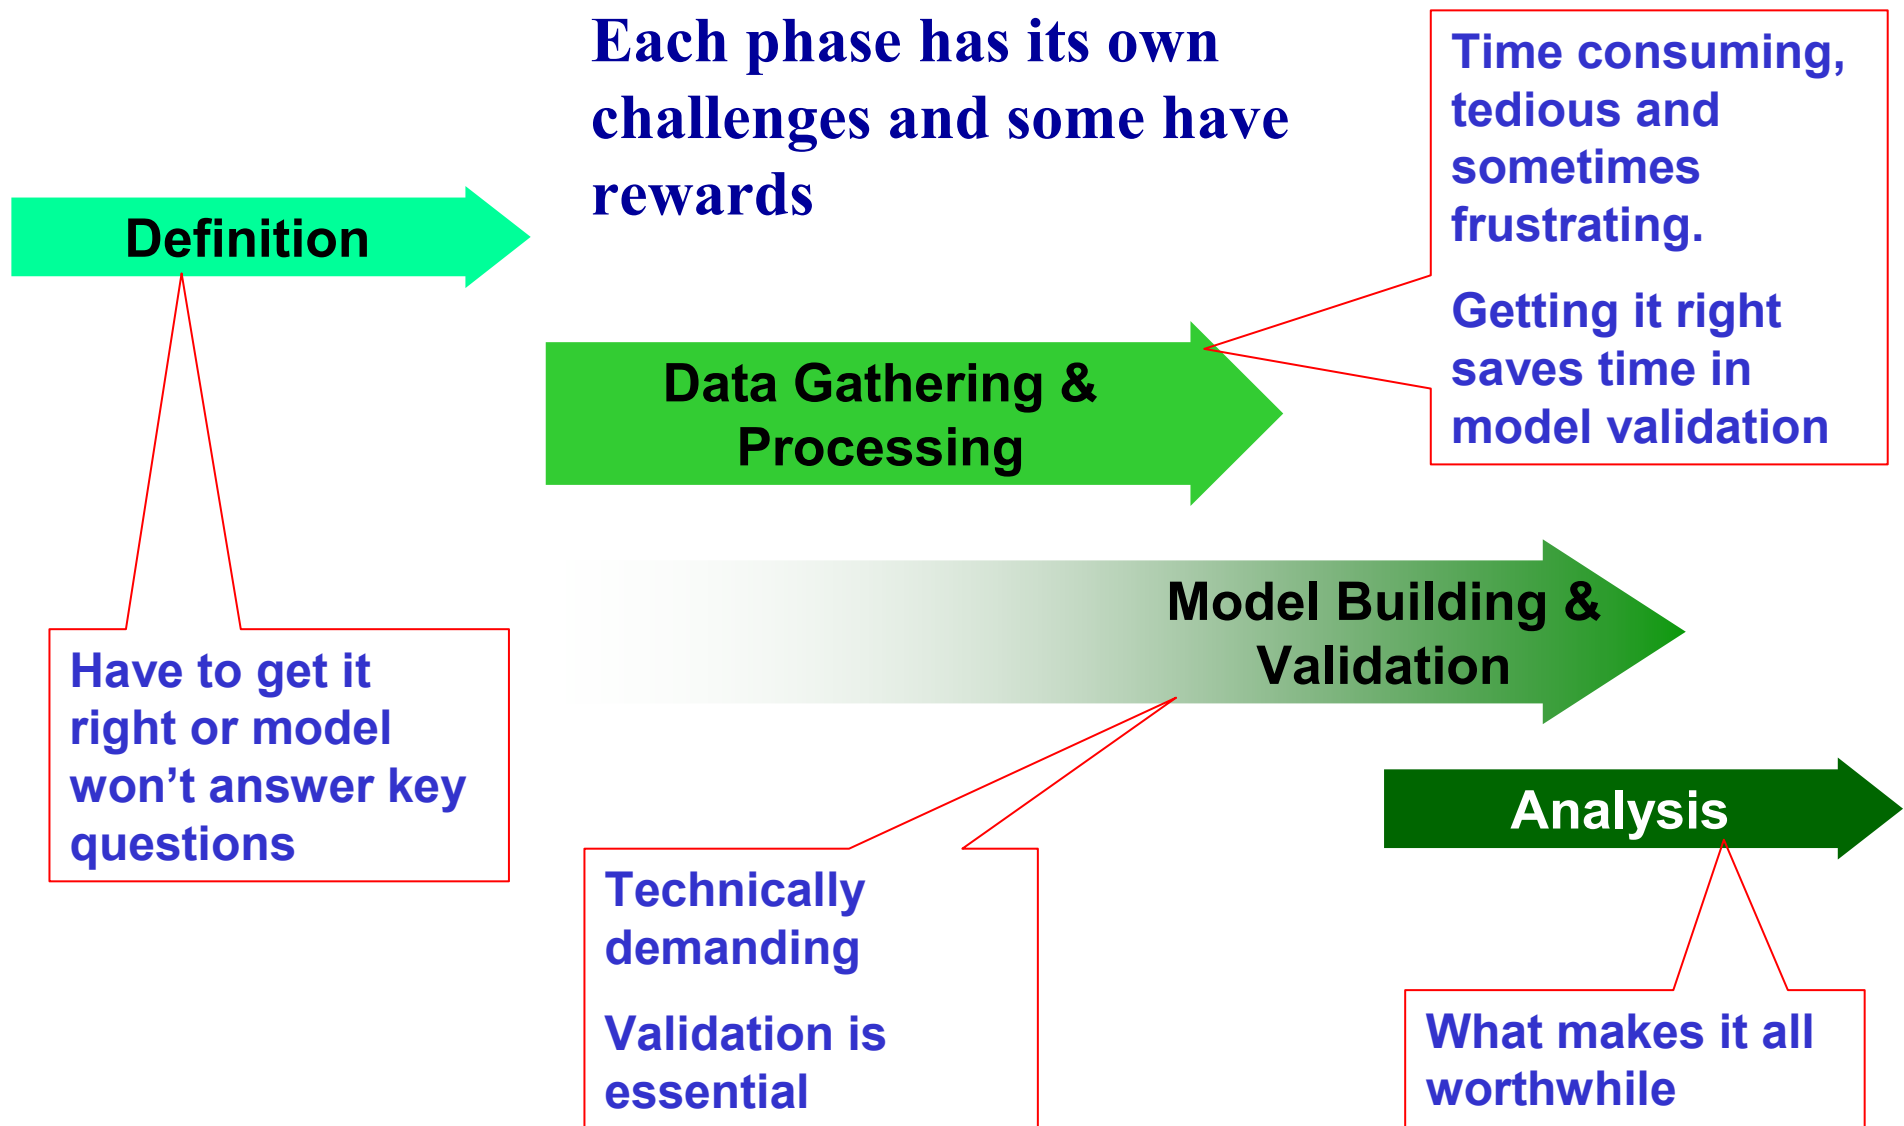 Each phase has its own
challenges and some have
rewards
Definition
Time consuming,
tedious and
sometimes
frustrating.
Getting it right
saves time in
model validation
Data Gathering &
Processing
Model Building &
Validation
Have to get it
right or model
won’t answer key
questions
Analysis
Technically
demanding
Validation is
essential
What makes it all
worthwhile